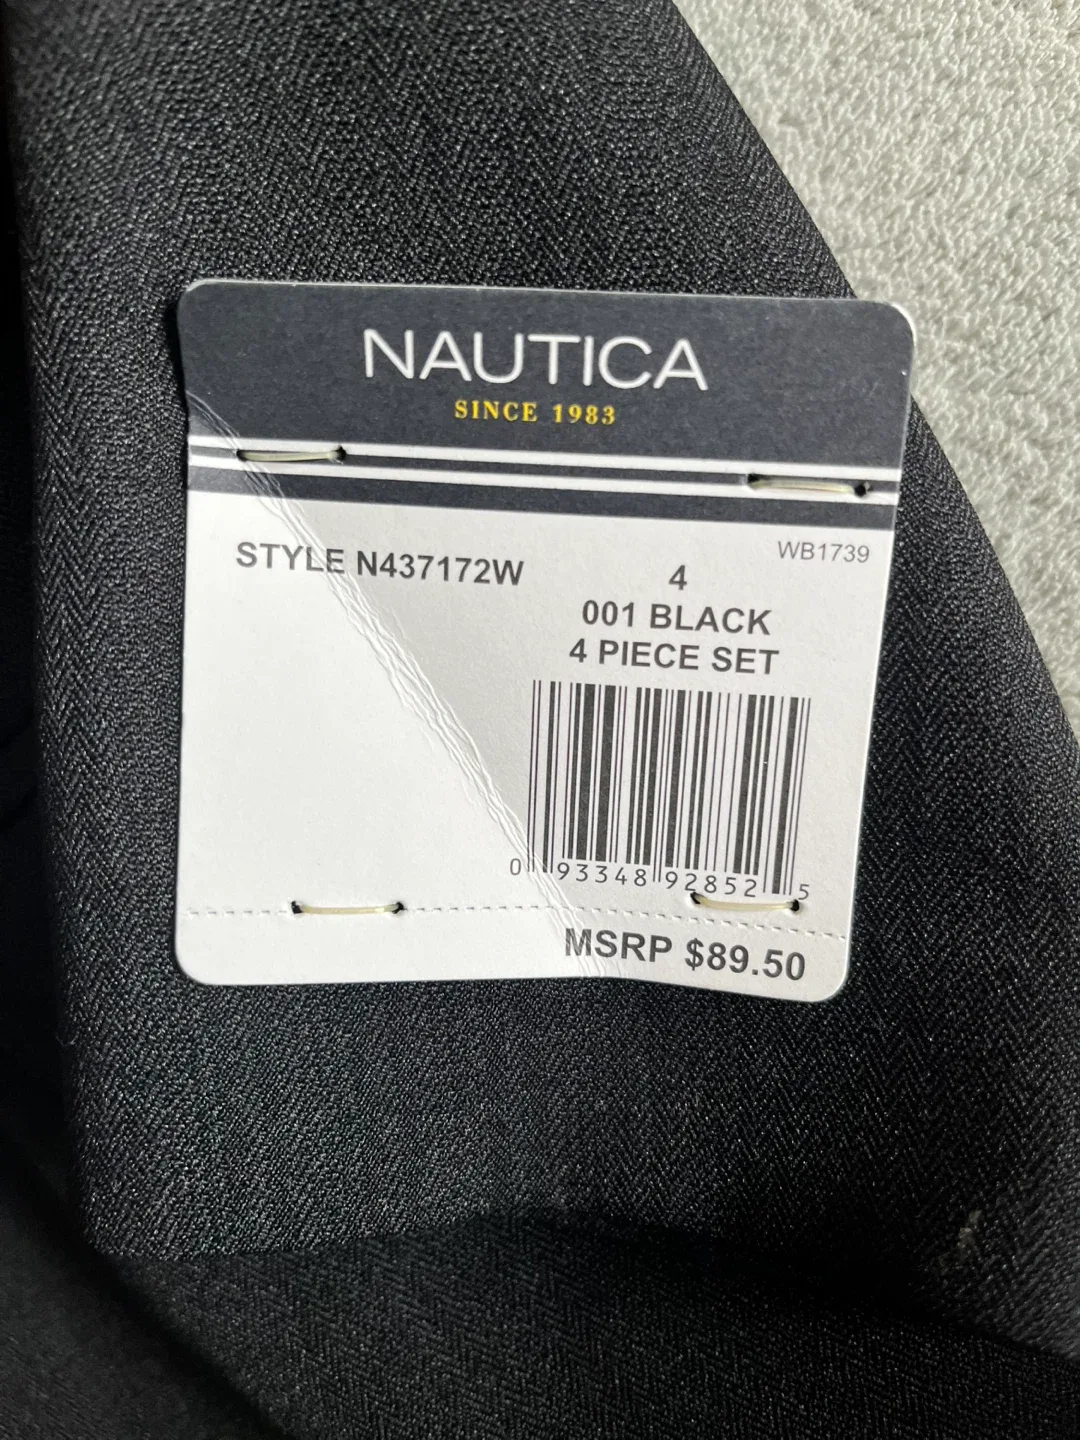 NAUTICA
SINCE 1983
WB1739
STYLE N437172W
4
001 BLACK
4 PIECE SET
0 93348 92852 5
MSRP $89.50